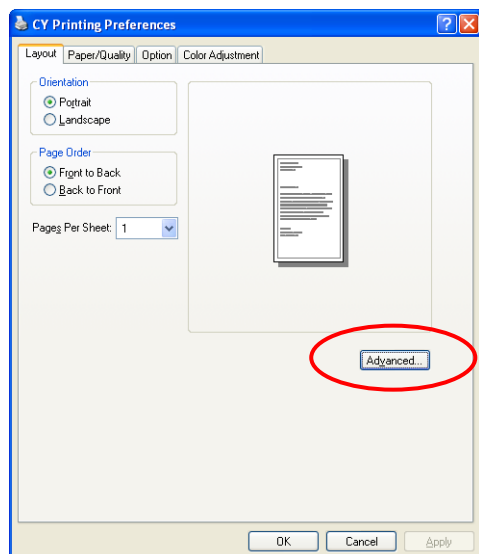 CY Printing Preferences
Layout Paper/Quality Option Color Adjustment
Orientation
Portrait
Landscape
Page Order
Front to Back
Back to Front
Pages Per Sheet: 1
Advanced...
OK Cancel Apply